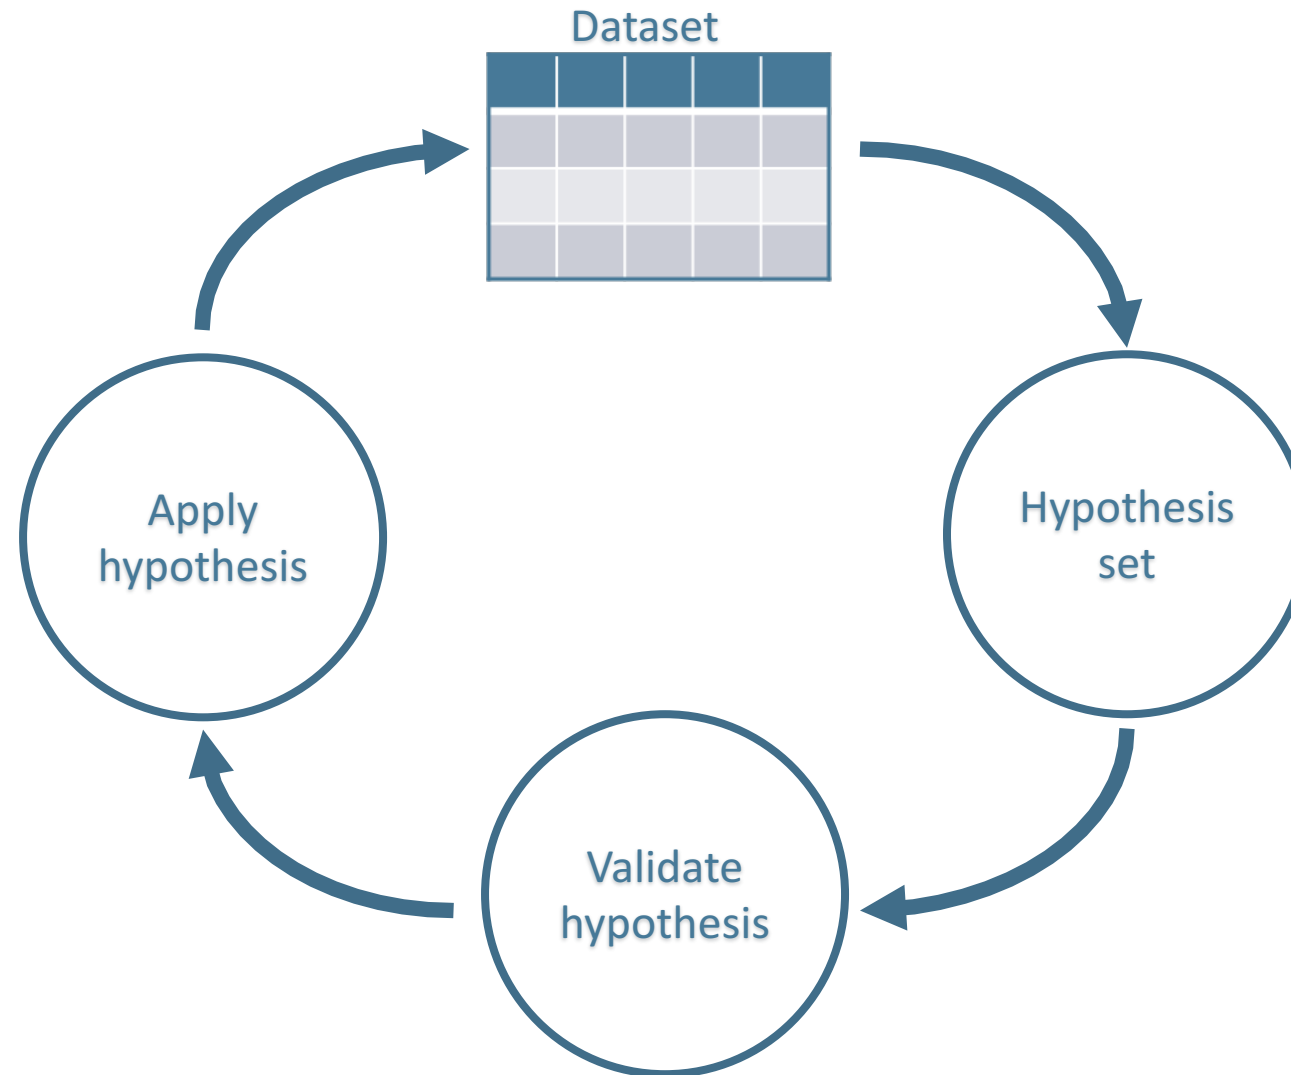 Dataset
Apply
hypothesis
Hypothesis
set
Validate
hypothesis